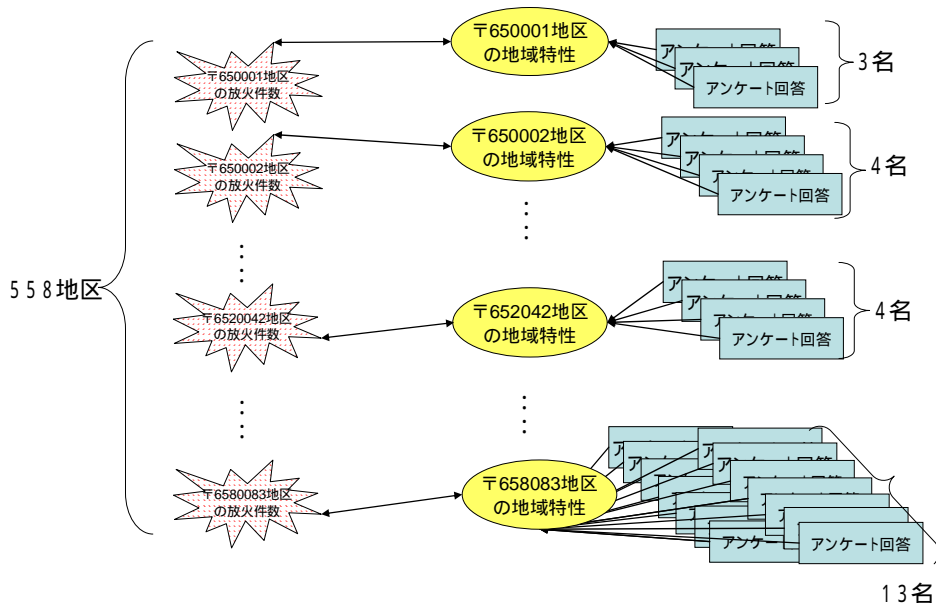 〒650001地区
の放火件数
〒650001地区
の地域特性
アンケート回答
3名
〒650002地区
の放火件数
〒650002地区
の地域特性
アンケート回答
4名
558地区
〒6520042地区
の放火件数
〒652042地区
の地域特性
アンケート回答
アンケート回答
4名
〒6580083地区
の放火件数
〒658083地区
の地域特性
アンケート回答
13名